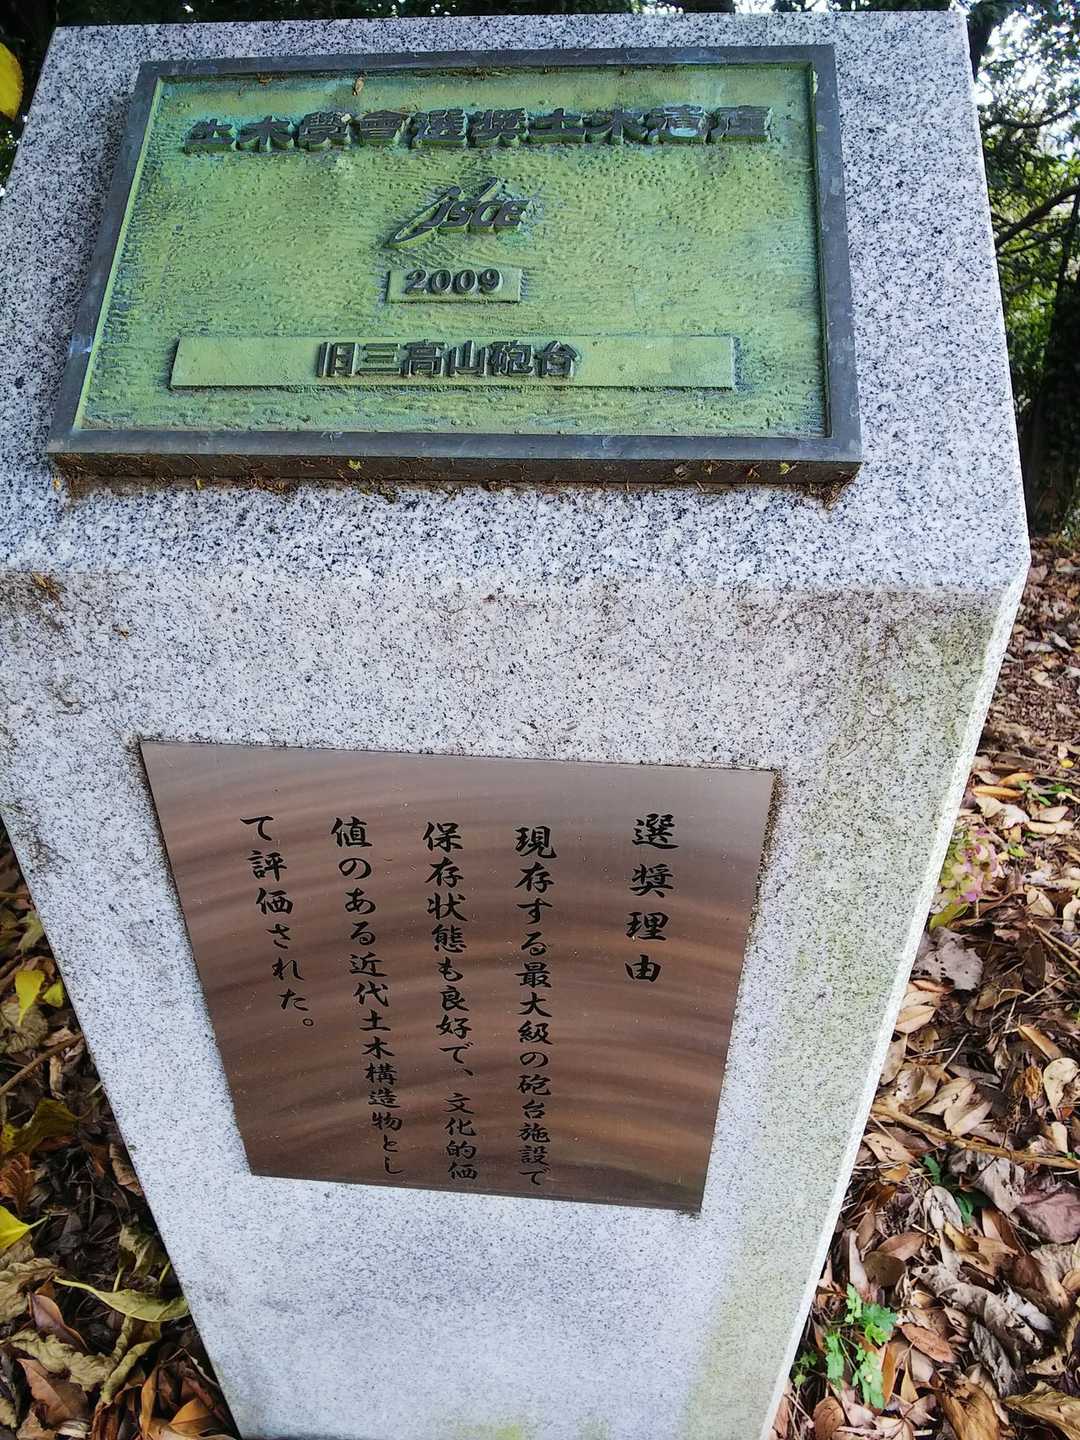 土木學會選奨土木遺産
JSCE
2009
旧三高山砲台
選奨理由
現存する最大級の砲台施設で
保存状態も良好で、文化的価
値のある近代土木構造物とし
て評価された。